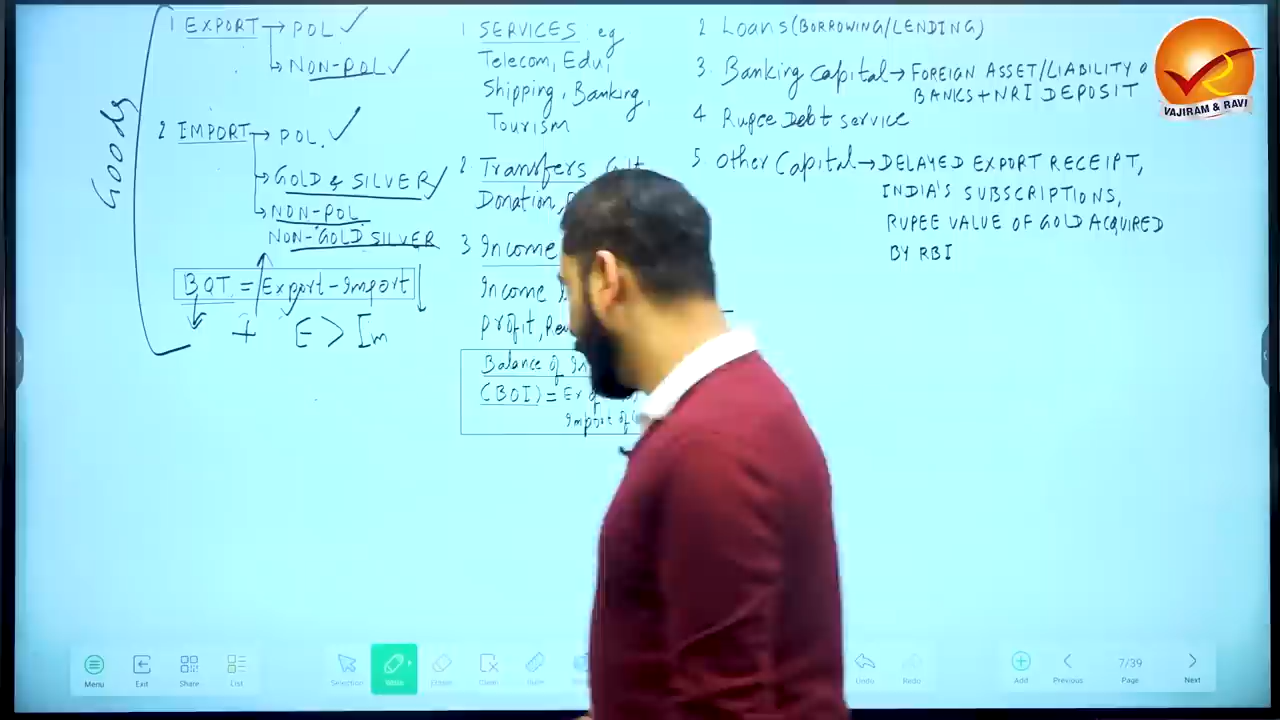 GOODS
1 EXPORT → POL ✓
→ NON-POL ✓
2 IMPORT → POL. ✓
→ GOLD & SILVER ✓
→ NON-POL
NON-GOLD SILVER
BOT = Export-Import
+ E > Im
1 SERVICES eg
Telecom, Edu,
Shipping, Banking,
Tourism
2 Transfers
Donation,
3 Income
Income
profit,
Balance of
(BOI) = Ex of
Import of
2 Loans (BORROWING/LENDING)
3. Banking Capital → FOREIGN ASSET/LIABILITY O
BANKS + NRI DEPOSIT
4 Rupee Debt service
5 Other Capital → DELAYED EXPORT RECEIPT,
INDIA'S SUBSCRIPTIONS,
RUPEE VALUE OF GOLD ACQUIRED
BY RBI
VAJIRAM & RAVI
Menu Exit Share List Selection Write Undo Redo Add Previous 7/39 Page Next